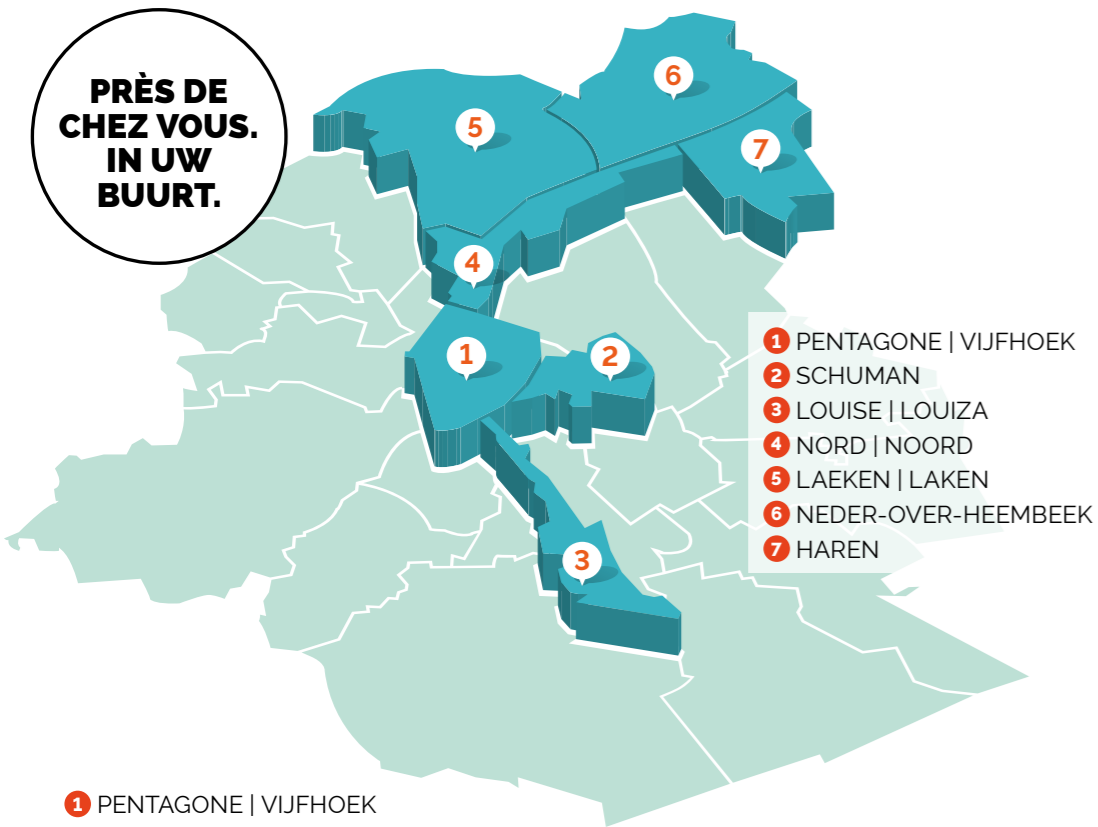 PRÈS DE
CHEZ VOUS.
IN UW
BUURT.
6
5
7
4
1
2
3
1 PENTAGONE | VIJFHOEK
2 SCHUMAN
3 LOUISE | LOUIZA
4 NORD | NOORD
5 LAEKEN | LAKEN
6 NEDER-OVER-HEEMBEEK
7 HAREN
1 PENTAGONE | VIJFHOEK